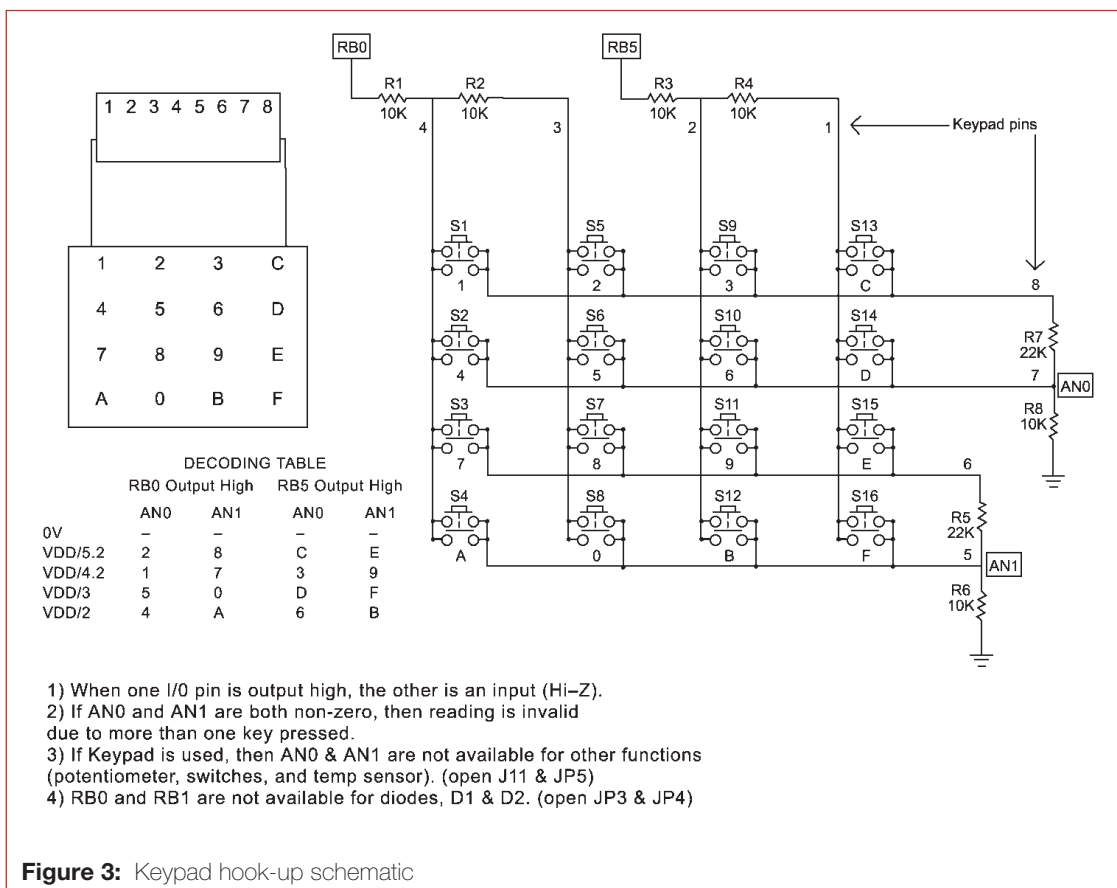 RB0
RB5
R1
R2
R3
R4
10K
10K
10K
10K
4
3
2
1
Keypad pins
1 2 3 4 5 6 7 8
1 2 3 C
4 5 6 D
7 8 9 E
A 0 B F
S1
S5
S9
S13
1
2
3
C
8
S2
S6
S10
S14
R7
22K
4
5
6
D
7
AN0
S3
S7
S11
S15
R8
10K
7
8
9
E
6
S4
S8
S12
S16
R5
22K
A
0
B
F
5
AN1
R6
10K
DECODING TABLE
RB0 Output High RB5 Output High
AN0 AN1 AN0 AN1
0V – – – –
VDD/5.2 2 8 C E
VDD/4.2 1 7 3 9
VDD/3 5 0 D F
VDD/2 4 A 6 B
1) When one I/0 pin is output high, the other is an input (Hi–Z).
2) If AN0 and AN1 are both non-zero, then reading is invalid
due to more than one key pressed.
3) If Keypad is used, then AN0 & AN1 are not available for other functions
(potentiometer, switches, and temp sensor). (open J11 & JP5)
4) RB0 and RB1 are not available for diodes, D1 & D2. (open JP3 & JP4)
Figure 3: Keypad hook-up schematic